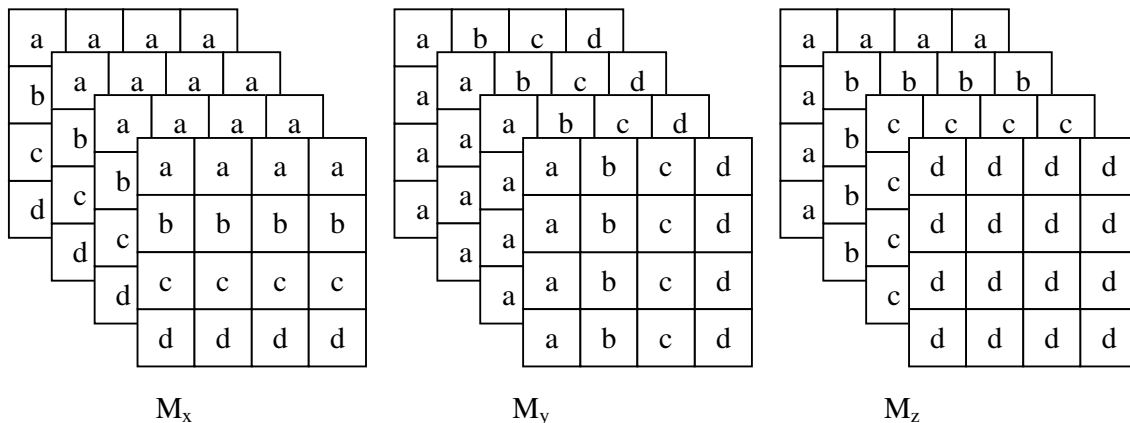 a a a a a b c d a a a a
a a a a a b c d b b b b
b a a
a a a a a b c d c c c c
b a b
c a a
a a a a a b c d d d d d
b a c
c a b
d a a
b b b b a b c d d d d d
c a c
d a b
c c c c a b c d d d d d
d a c
d d d d a b c d d d d d
Mx My Mz